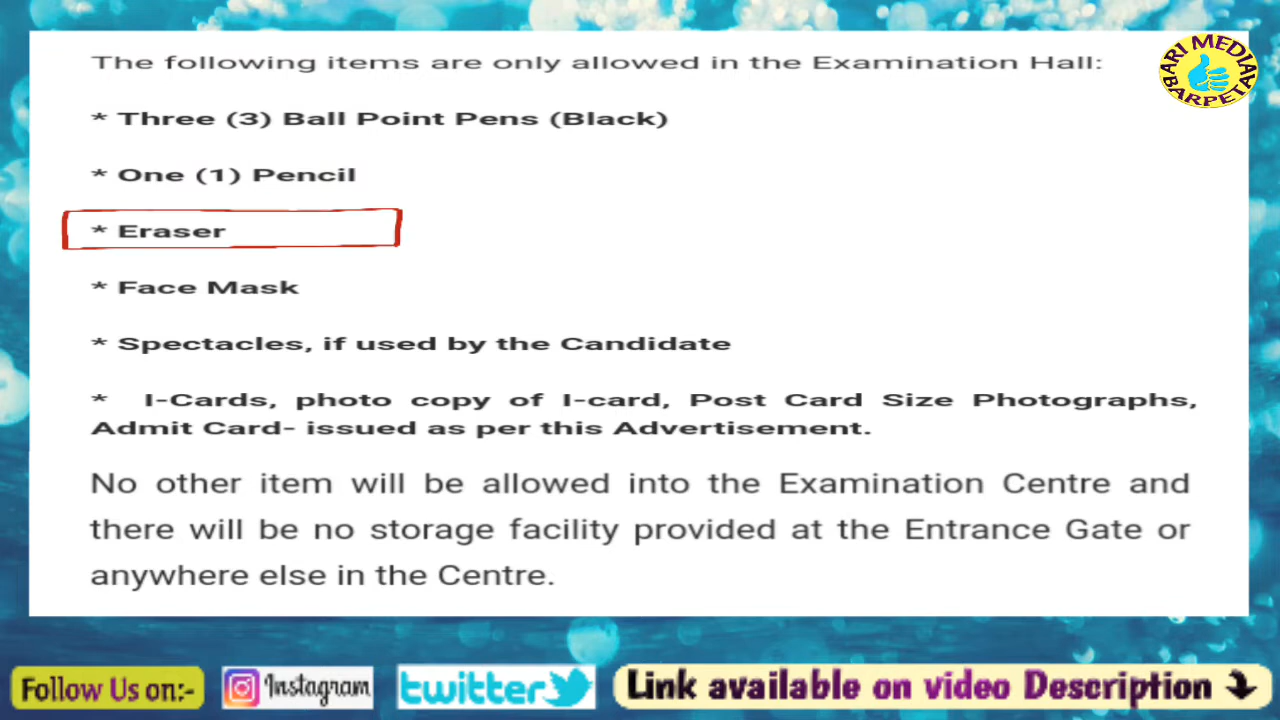 The following items are only allowed in the Examination Hall:
* Three (3) Ball Point Pens (Black)
* One (1) Pencil
* Eraser
* Face Mask
* Spectacles, if used by the Candidate
* I-Cards, photo copy of I-card, Post Card Size Photographs,
Admit Card- issued as per this Advertisement.
No other item will be allowed into the Examination Centre and
there will be no storage facility provided at the Entrance Gate or
anywhere else in the Centre.
BARI MEDIA
BARPETA
Follow Us on:-
Instagram
twitter
Link available on video Description